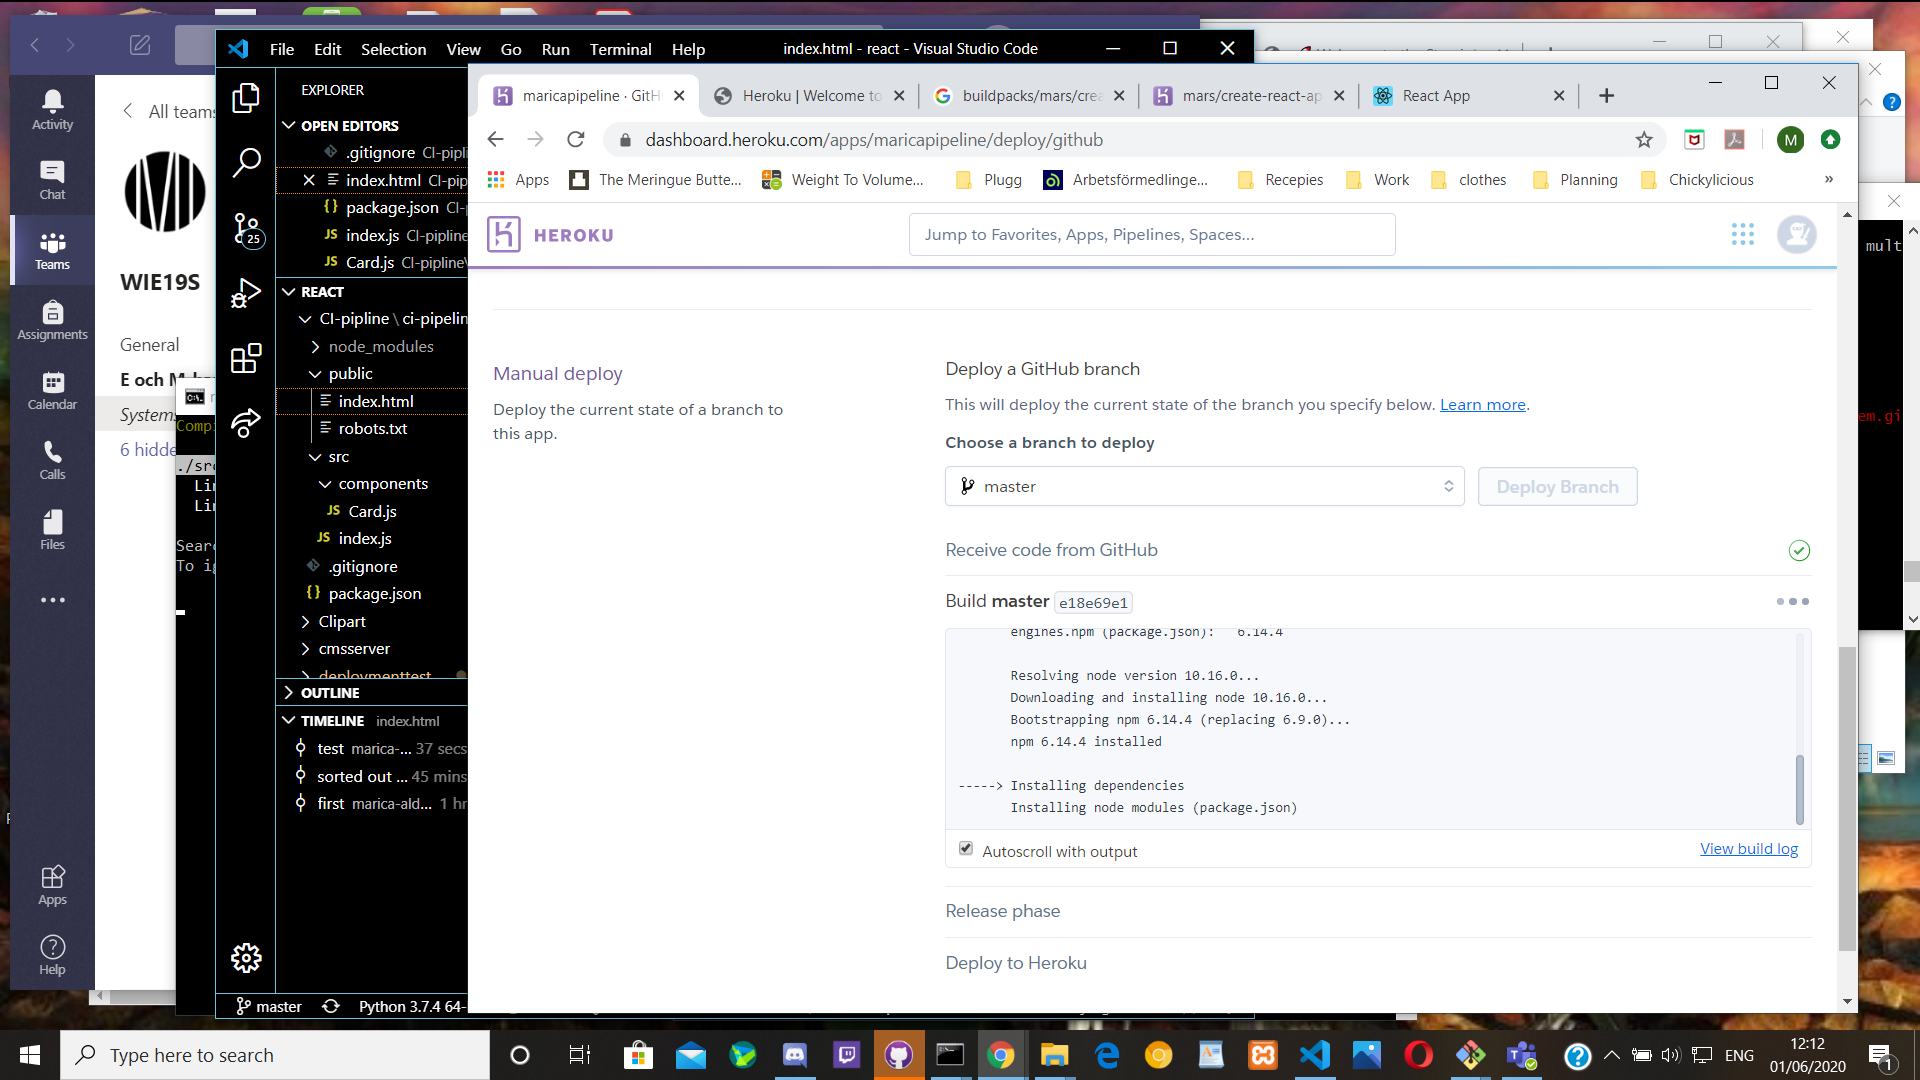 File Edit Selection View Go Run Terminal Help
index.html - react - Visual Studio Code
Activity
Chat
Teams
Assignments
Calendar
Calls
Files
Apps
Help
All teams
WIE19S
General
E och M
Systems
6 hidde
Comp
./src
Lin
Lin
Sear
To ig
EXPLORER
OPEN EDITORS
.gitignore CI-pipli
index.html CI-pip
package.json CI-p
index.js CI-pipline
Card.js CI-pipline\
25
REACT
CI-pipline \ ci-pipelin
node_modules
public
index.html
robots.txt
src
components
Card.js
index.js
.gitignore
package.json
Clipart
cmsserver
deploymenttest
OUTLINE
TIMELINE index.html
test marica-... 37 secs
sorted out ... 45 mins
first marica-ald... 1 hr
master Python 3.7.4 64-
maricapipeline · GitH
Heroku | Welcome to
buildpacks/mars/crea
mars/create-react-ap
React App
dashboard.heroku.com/apps/maricapipeline/deploy/github
M
Apps The Meringue Butte... Weight To Volume... Plugg Arbetsförmedlinge... Recepies Work clothes Planning Chickylicious »
HEROKU
Jump to Favorites, Apps, Pipelines, Spaces...
Manual deploy
Deploy the current state of a branch to
this app.
Deploy a GitHub branch
This will deploy the current state of the branch you specify below. Learn more.
Choose a branch to deploy
master
Deploy Branch
Receive code from GitHub
Build master e18e69e1
engines.npm (package.json): 6.14.4
Resolving node version 10.16.0...
Downloading and installing node 10.16.0...
Bootstrapping npm 6.14.4 (replacing 6.9.0)...
npm 6.14.4 installed
-----> Installing dependencies
Installing node modules (package.json)
Autoscroll with output
View build log
Release phase
Deploy to Heroku
mult
em.gi
Type here to search
ENG
12:12
01/06/2020
1